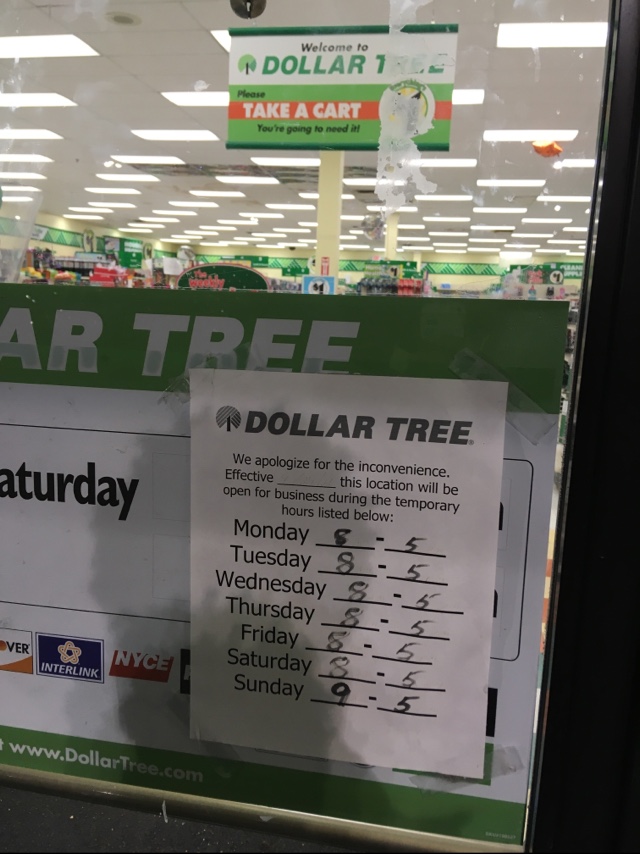 Welcome to
DOLLAR TREE
Please
TAKE A CART
You're going to need it!
$1
AR TREE
DOLLAR TREE
We apologize for the inconvenience.
Effective ________ this location will be
open for business during the temporary
hours listed below:
Monday 8 - 5
Tuesday 8 - 5
Wednesday 8 - 5
Thursday 8 - 5
Friday 8 - 5
Saturday 8 - 5
Sunday 9 - 5
aturday
OVER
INTERLINK
NYCE
www.DollarTree.com